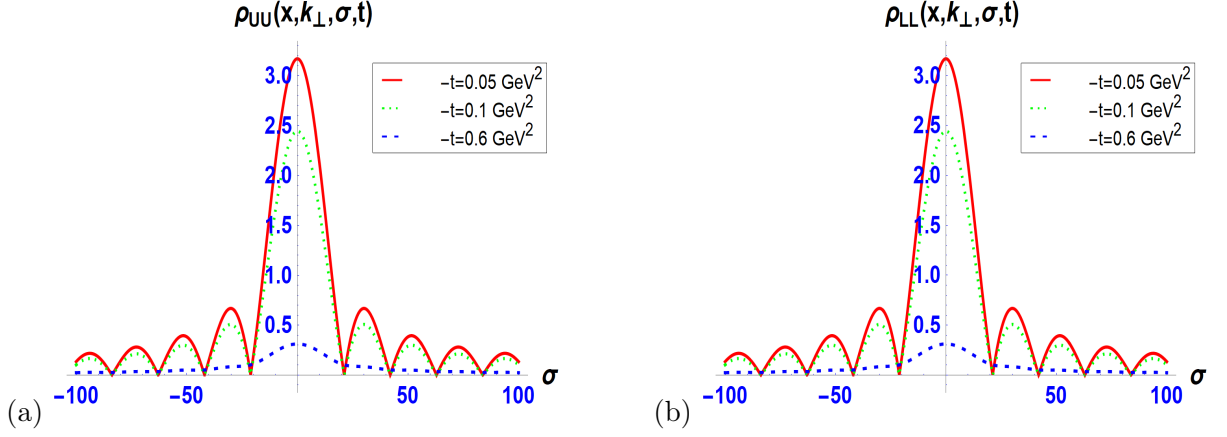 ρUU(x,k⊥,σ,t)
3.0
2.5
2.0
1.5
1.0
0.5
−100
−50
50
100
σ
−t=0.05 GeV²
−t=0.1 GeV²
−t=0.6 GeV²
(a)
ρLL(x,k⊥,σ,t)
3.0
2.5
2.0
1.5
1.0
0.5
−100
−50
50
100
σ
−t=0.05 GeV²
−t=0.1 GeV²
−t=0.6 GeV²
(b)